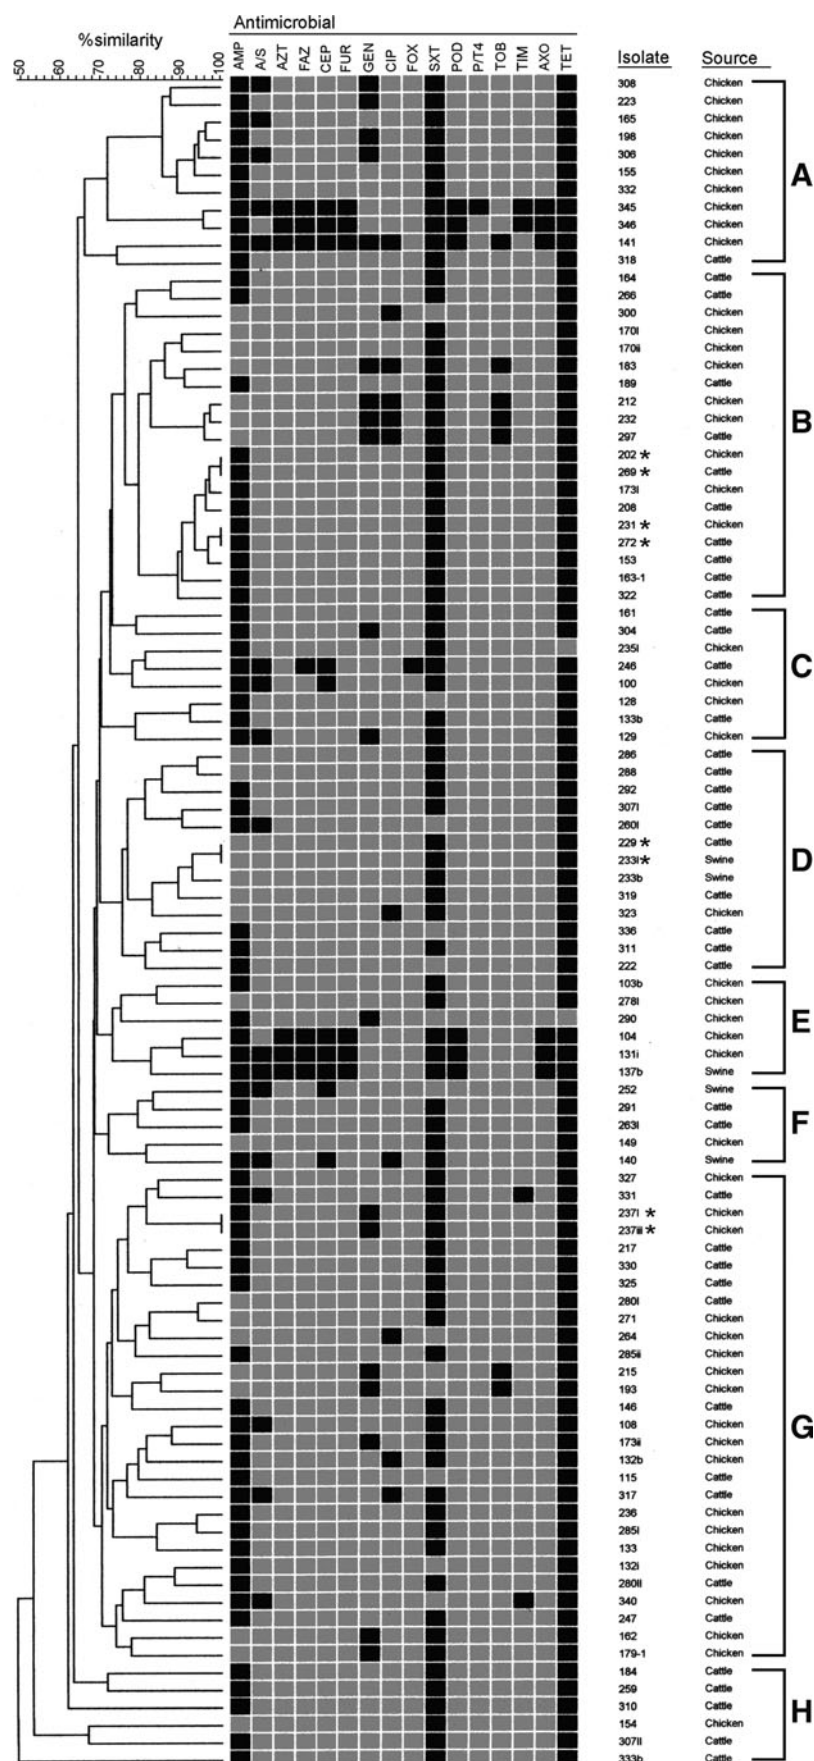 Antimicrobial
%similarity
50 60 70 80 90 100 AMP A/S AZT FAZ CEP FUR GEN CIP FOX SXT POD P/T4 TOB TIM AXO TET Isolate Source
308 Chicken
223 Chicken
165 Chicken
198 Chicken
306 Chicken
155 Chicken
A
332 Chicken
345 Chicken
346 Chicken
141 Chicken
318 Cattle
164 Cattle
266 Cattle
300 Chicken
170I Chicken
170ii Chicken
183 Chicken
189 Cattle
212 Chicken
B
232 Chicken
297 Cattle
202 * Chicken
269 * Cattle
173I Chicken
208 Cattle
231 * Chicken
272 * Cattle
153 Cattle
163-1 Cattle
322 Cattle
161 Cattle
304 Cattle
235I Chicken
C
246 Cattle
100 Chicken
128 Chicken
133b Cattle
129 Chicken
286 Cattle
288 Cattle
292 Cattle
307I Cattle
260I Cattle
229 * Cattle
D
233I * Swine
233b Swine
319 Cattle
323 Chicken
336 Cattle
311 Cattle
222 Cattle
103b Chicken
278I Chicken
E
290 Chicken
104 Chicken
131i Chicken
137b Swine
252 Swine
291 Cattle
F
263I Cattle
149 Chicken
140 Swine
327 Chicken
331 Cattle
237I * Chicken
237iii * Chicken
217 Cattle
330 Cattle
325 Cattle
280I Cattle
271 Chicken
264 Chicken
285ii Chicken
215 Chicken
193 Chicken
146 Cattle
G
108 Chicken
173ii Chicken
132b Chicken
115 Cattle
317 Cattle
236 Chicken
285I Chicken
133 Chicken
132i Chicken
280II Cattle
340 Chicken
247 Cattle
162 Chicken
179-1 Chicken
184 Cattle
259 Cattle
310 Cattle
H
154 Chicken
307II Cattle
333b Cattle